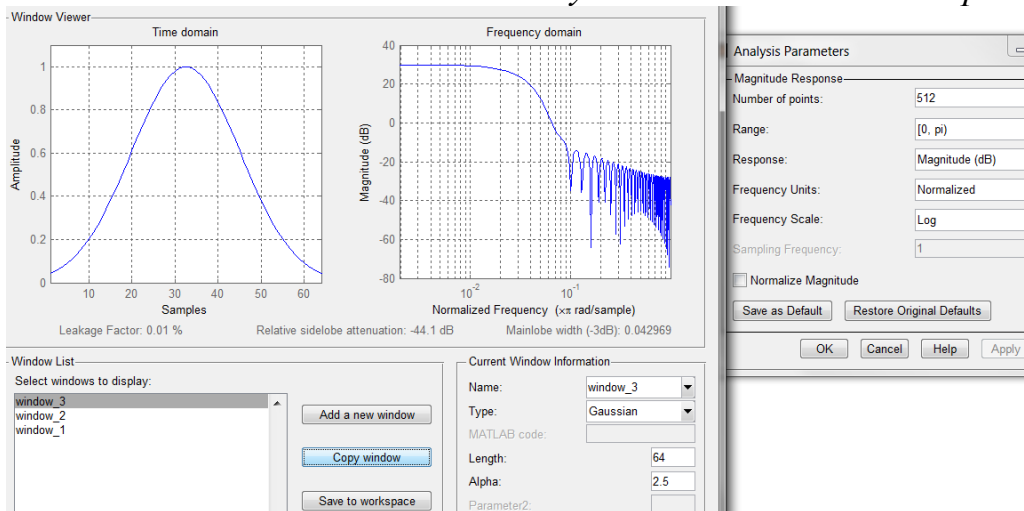 Window Viewer
Time domain
Frequency domain
1
0.8
0.6
0.4
0.2
0
Amplitude
10 20 30 40 50 60
Samples
40
20
0
-20
-40
-60
-80
Magnitude (dB)
10-2 10-1
Normalized Frequency (×π rad/sample)
Leakage Factor: 0.01 % Relative sidelobe attenuation: -44.1 dB Mainlobe width (-3dB): 0.042969
Window List
Select windows to display:
window_3
window_2
window_1
Add a new window
Copy window
Save to workspace
Current Window Information
Name: window_3
Type: Gaussian
MATLAB code:
Length: 64
Alpha: 2.5
Parameter2:
Analysis Parameters
Magnitude Response
Number of points: 512
Range: [0, pi)
Response: Magnitude (dB)
Frequency Units: Normalized
Frequency Scale: Log
Sampling Frequency: 1
Normalize Magnitude
Save as Default Restore Original Defaults
OK Cancel Help Apply